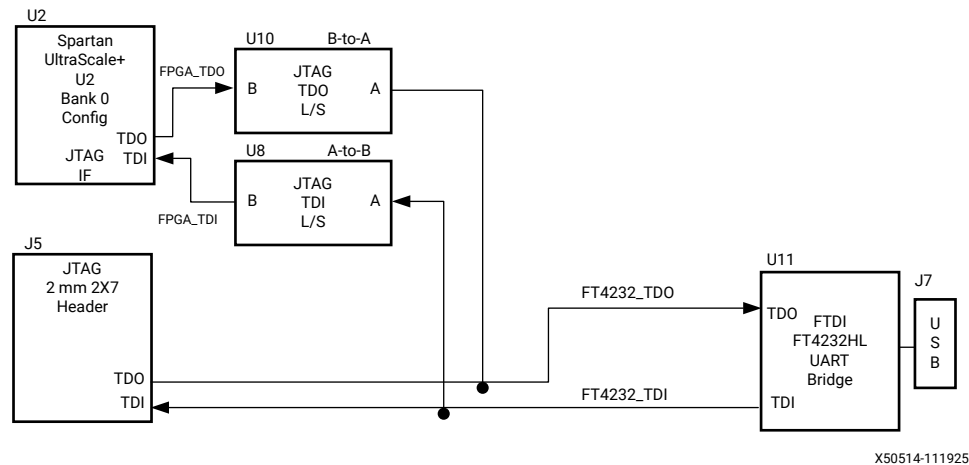 U2
Spartan
UltraScale+
U2
Bank 0
Config
TDO
JTAG TDI
IF
FPGA_TDO
FPGA_TDI
U10 B-to-A
JTAG
B TDO A
L/S
U8 A-to-B
JTAG
B TDI A
L/S
J5
JTAG
2 mm 2X7
Header
TDO
TDI
FT4232_TDO
FT4232_TDI
U11
TDO
FTDI
FT4232HL
UART
Bridge
TDI
J7
U
S
B
X50514-111925